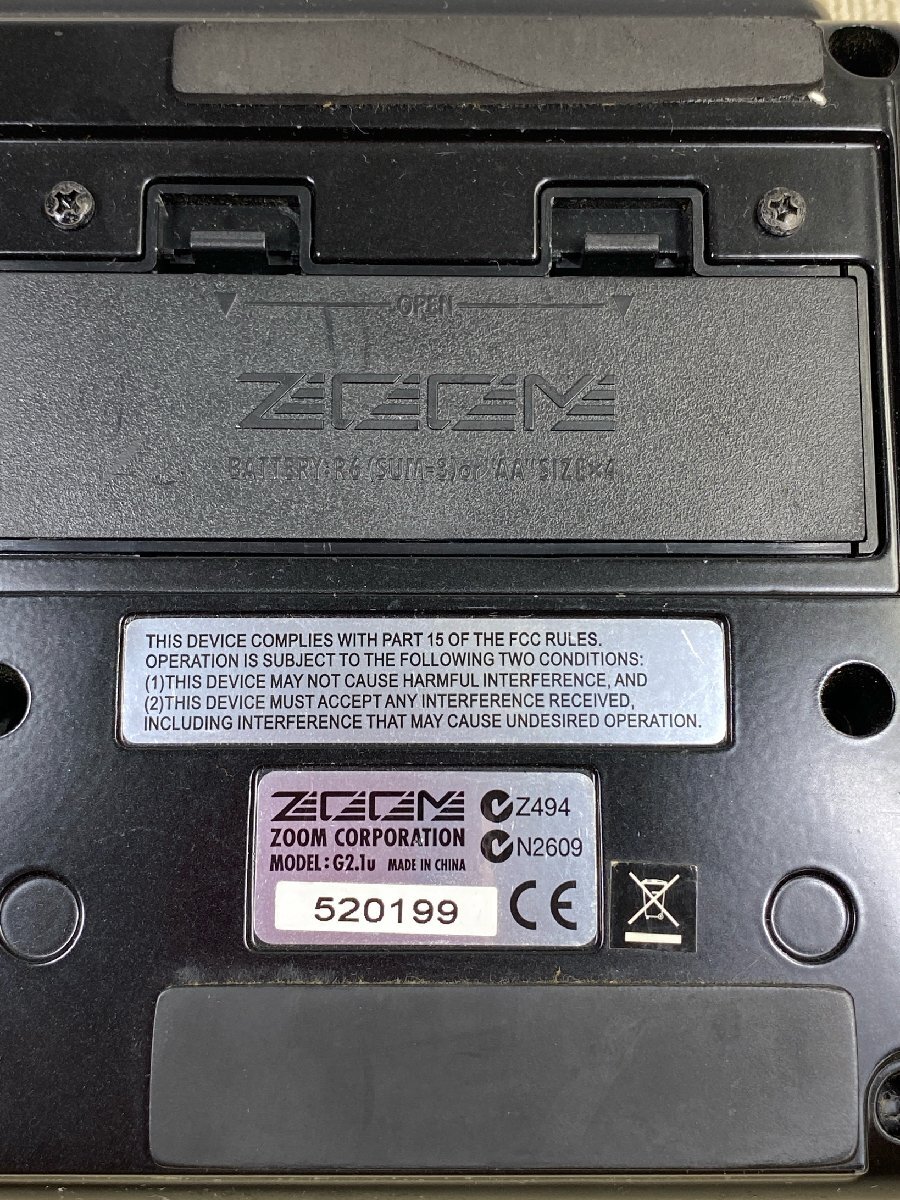 OPEN
ZOOM
BATTERY:R6(SUM-3)or "AA"SIZE×4
THIS DEVICE COMPLIES WITH PART 15 OF THE FCC RULES.
OPERATION IS SUBJECT TO THE FOLLOWING TWO CONDITIONS:
(1)THIS DEVICE MAY NOT CAUSE HARMFUL INTERFERENCE, AND
(2)THIS DEVICE MUST ACCEPT ANY INTERFERENCE RECEIVED,
INCLUDING INTERFERENCE THAT MAY CAUSE UNDESIRED OPERATION.
ZOOM
Z494
ZOOM CORPORATION
N2609
MODEL:G2.1u MADE IN CHINA
520199
CE